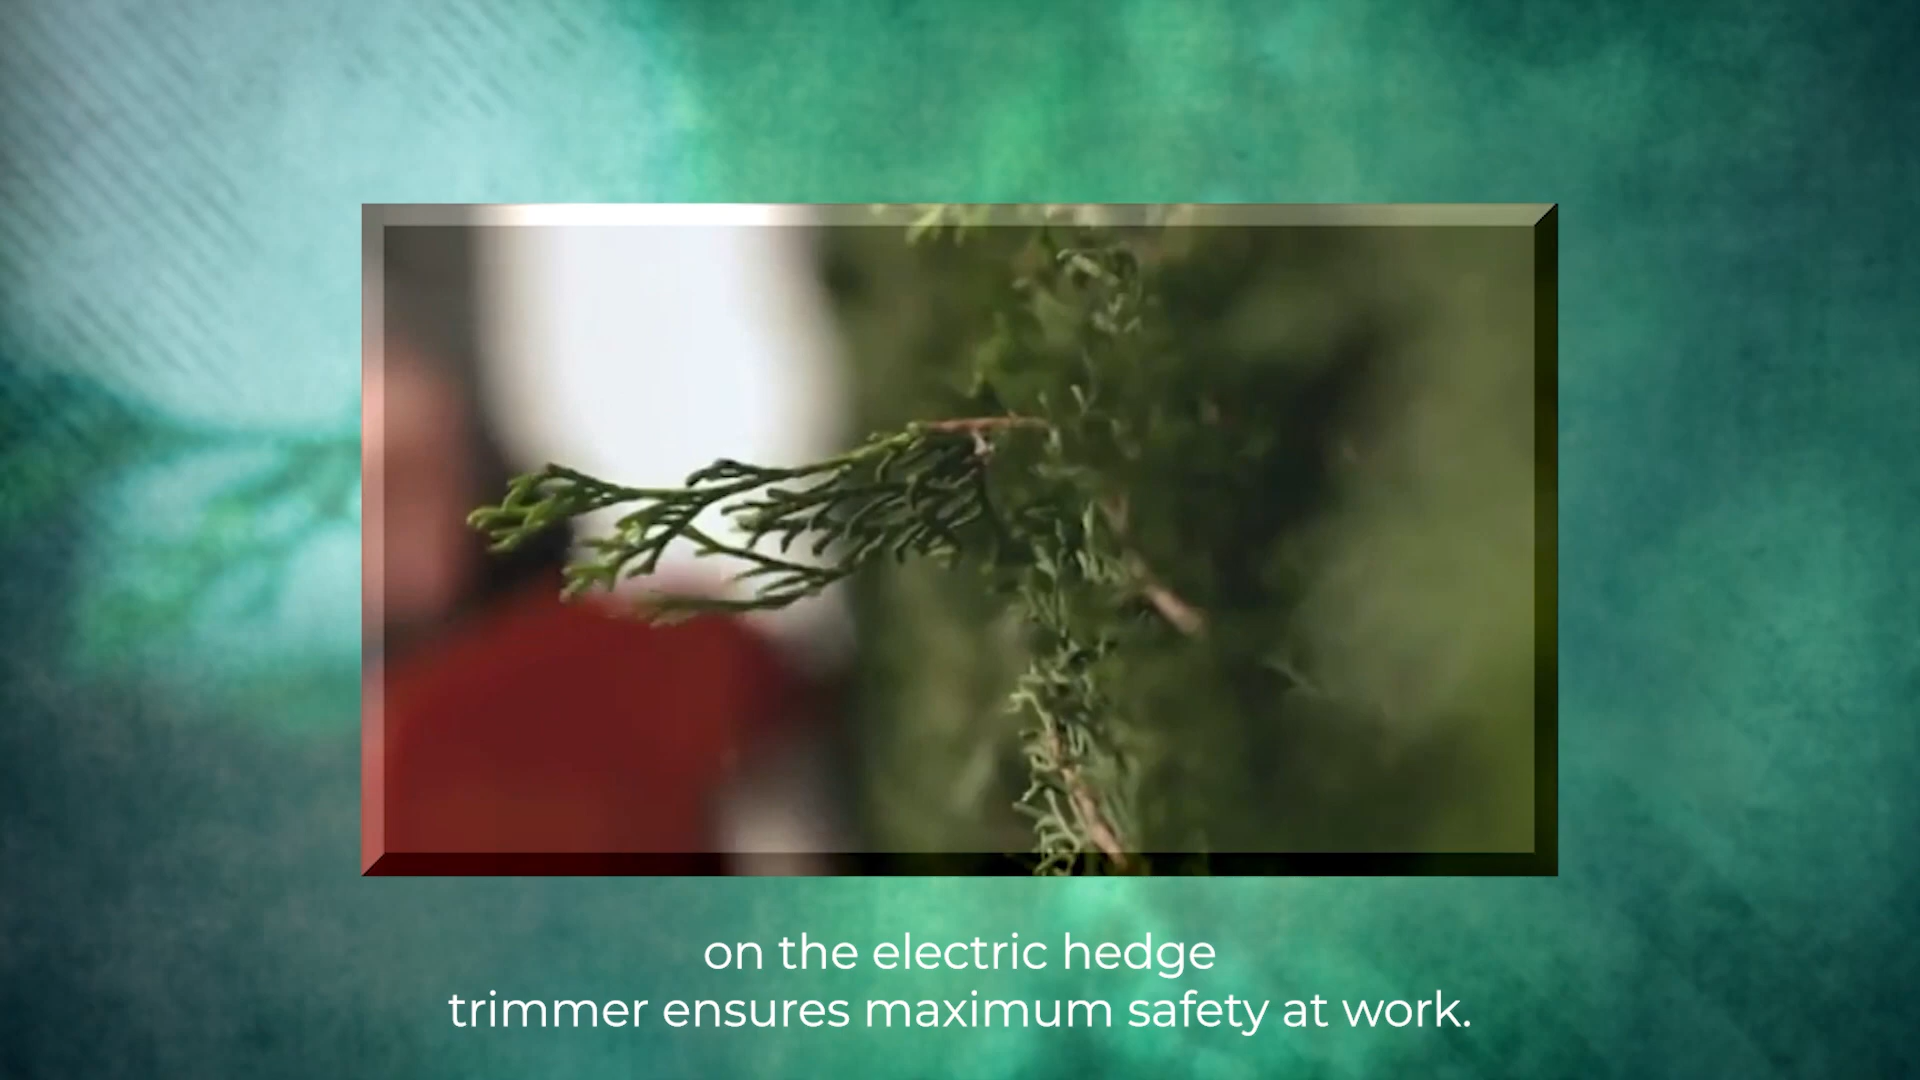 on the electric hedge
trimmer ensures maximum safety at work.